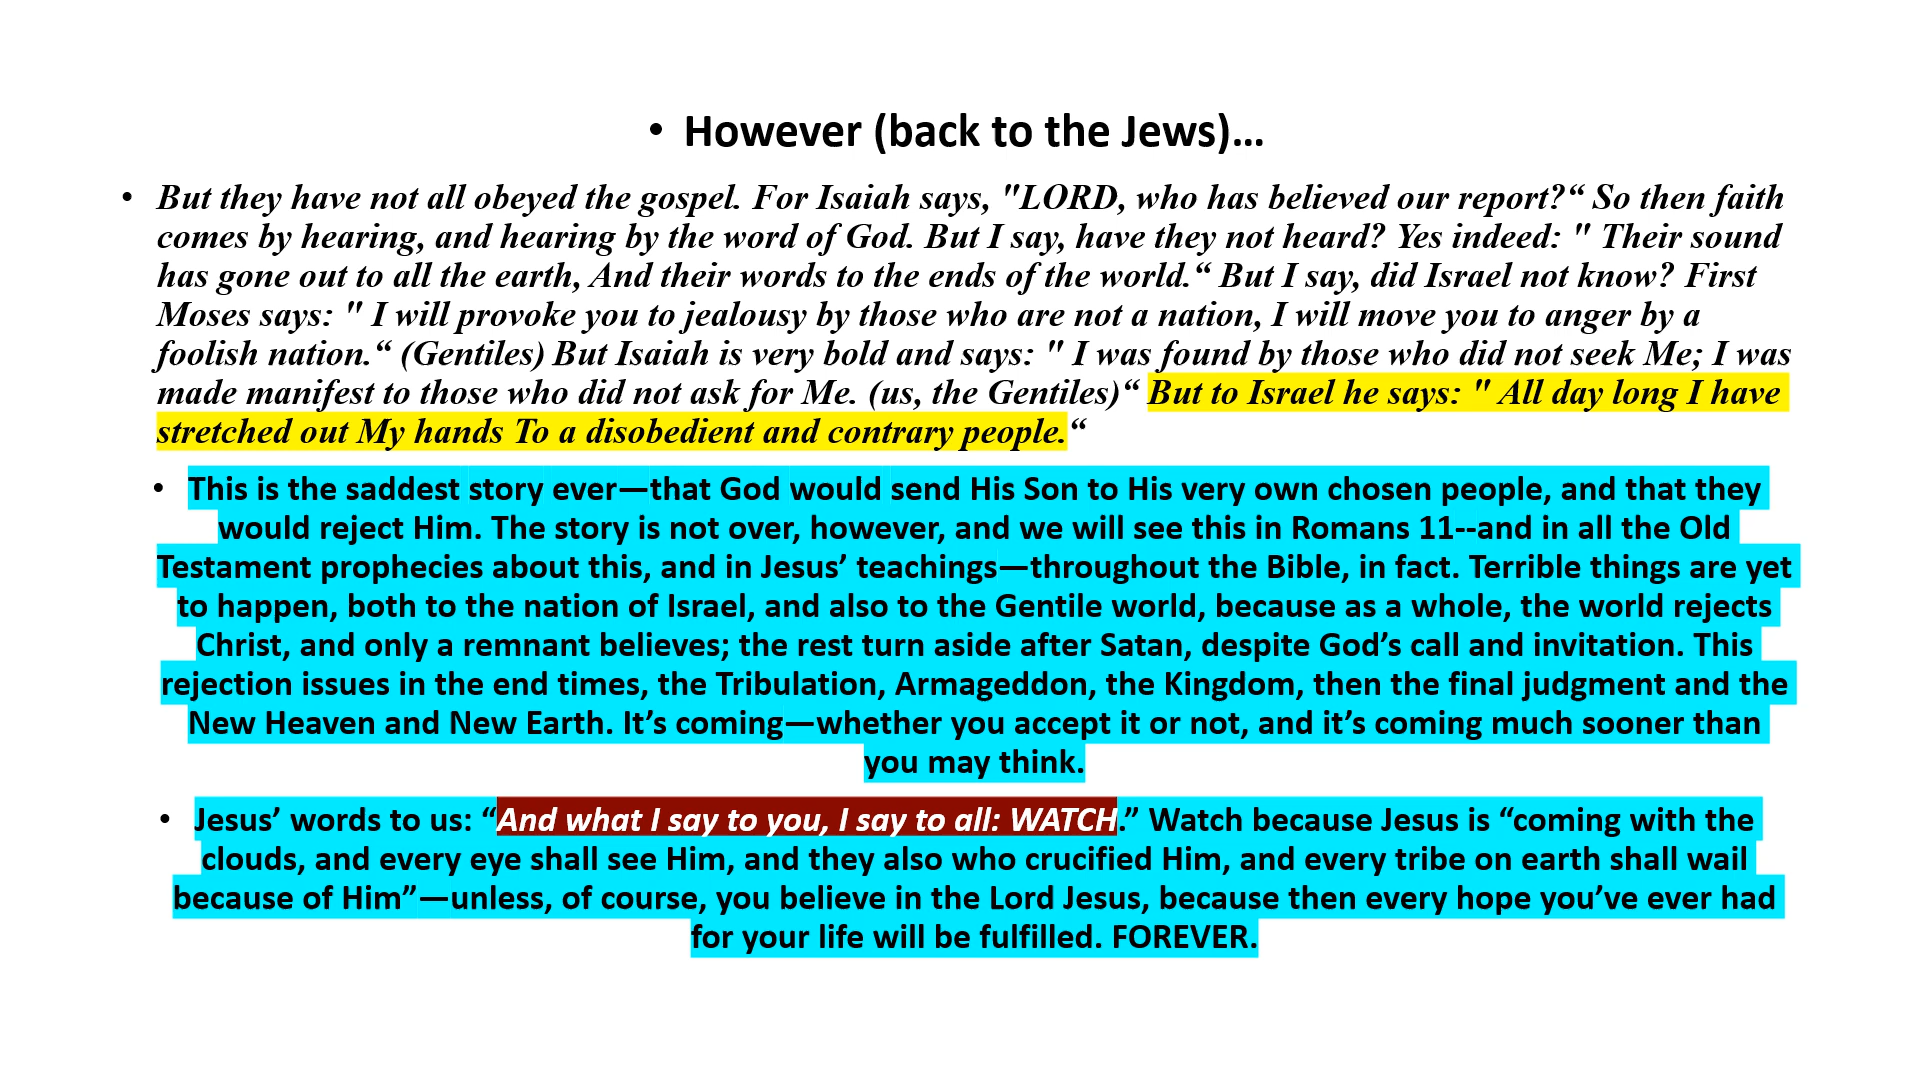 • However (back to the Jews)…
• But they have not all obeyed the gospel. For Isaiah says, "LORD, who has believed our report?“ So then faith
comes by hearing, and hearing by the word of God. But I say, have they not heard? Yes indeed: " Their sound
has gone out to all the earth, And their words to the ends of the world.“ But I say, did Israel not know? First
Moses says: " I will provoke you to jealousy by those who are not a nation, I will move you to anger by a
foolish nation.“ (Gentiles) But Isaiah is very bold and says: " I was found by those who did not seek Me; I was
made manifest to those who did not ask for Me. (us, the Gentiles)“ But to Israel he says: " All day long I have
stretched out My hands To a disobedient and contrary people.“
• This is the saddest story ever—that God would send His Son to His very own chosen people, and that they
would reject Him. The story is not over, however, and we will see this in Romans 11--and in all the Old
Testament prophecies about this, and in Jesus’ teachings—throughout the Bible, in fact. Terrible things are yet
to happen, both to the nation of Israel, and also to the Gentile world, because as a whole, the world rejects
Christ, and only a remnant believes; the rest turn aside after Satan, despite God’s call and invitation. This
rejection issues in the end times, the Tribulation, Armageddon, the Kingdom, then the final judgment and the
New Heaven and New Earth. It’s coming—whether you accept it or not, and it’s coming much sooner than
you may think.
• Jesus’ words to us: “And what I say to you, I say to all: WATCH.” Watch because Jesus is “coming with the
clouds, and every eye shall see Him, and they also who crucified Him, and every tribe on earth shall wail
because of Him”—unless, of course, you believe in the Lord Jesus, because then every hope you’ve ever had
for your life will be fulfilled. FOREVER.